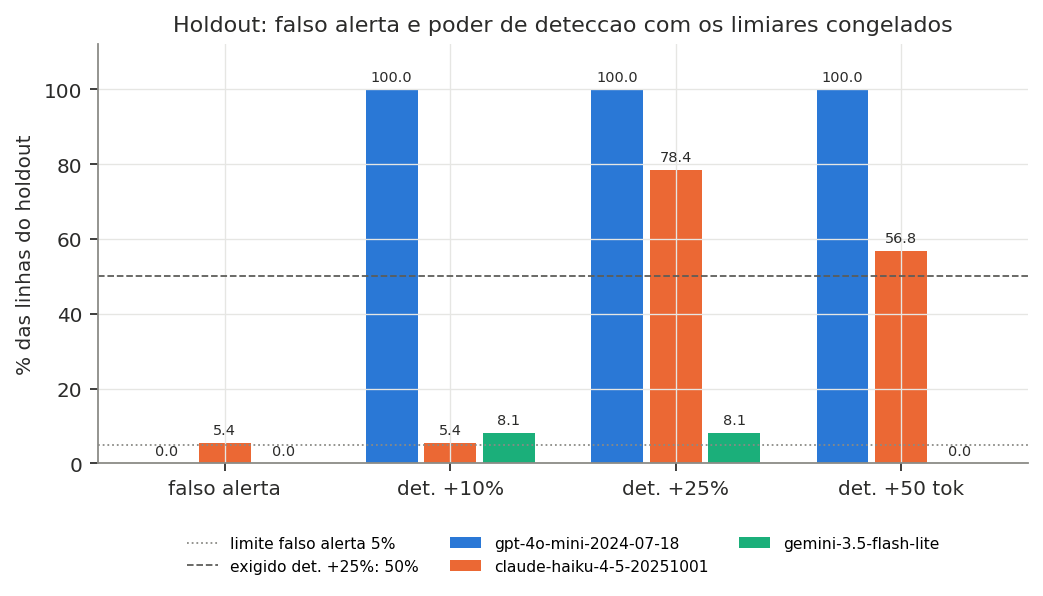 Holdout: falso alerta e poder de deteccao com os limiares congelados
% das linhas do holdout
100
80
60
40
20
0
0.0
5.4
0.0
100.0
5.4
8.1
100.0
78.4
8.1
100.0
56.8
0.0
falso alerta
det. +10%
det. +25%
det. +50 tok
limite falso alerta 5%
exigido det. +25%: 50%
gpt-4o-mini-2024-07-18
claude-haiku-4-5-20251001
gemini-3.5-flash-lite